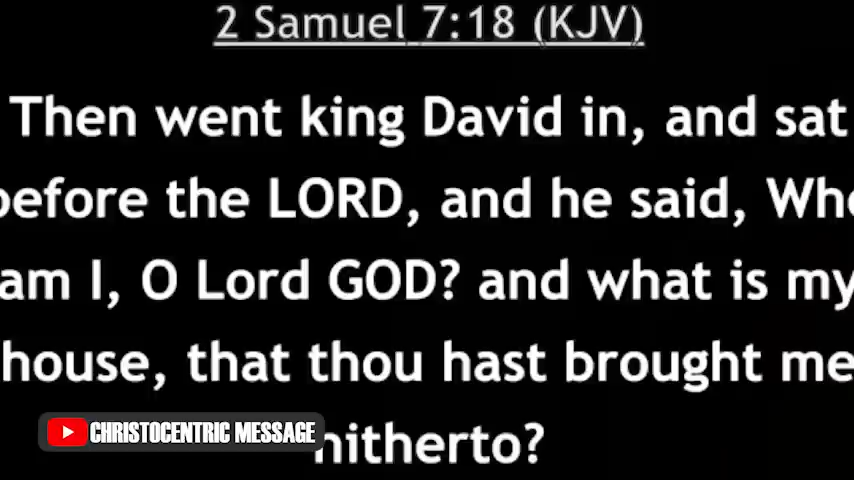 2 Samuel 7:18 (KJV)
Then went king David in, and sat
before the LORD, and he said, Who
am I, O Lord GOD? and what is my
house, that thou hast brought me
hitherto?
CHRISTOCENTRIC MESSAGE